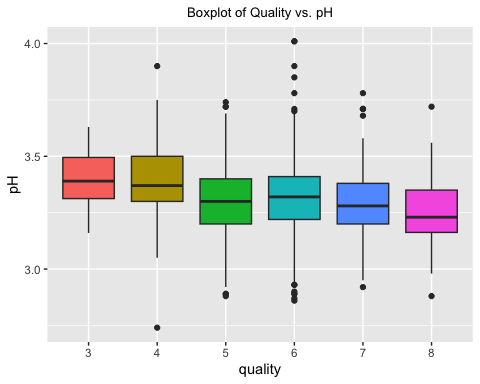 Boxplot of Quality vs. pH
pH
4.0
3.5
3.0
3 4 5 6 7 8
quality